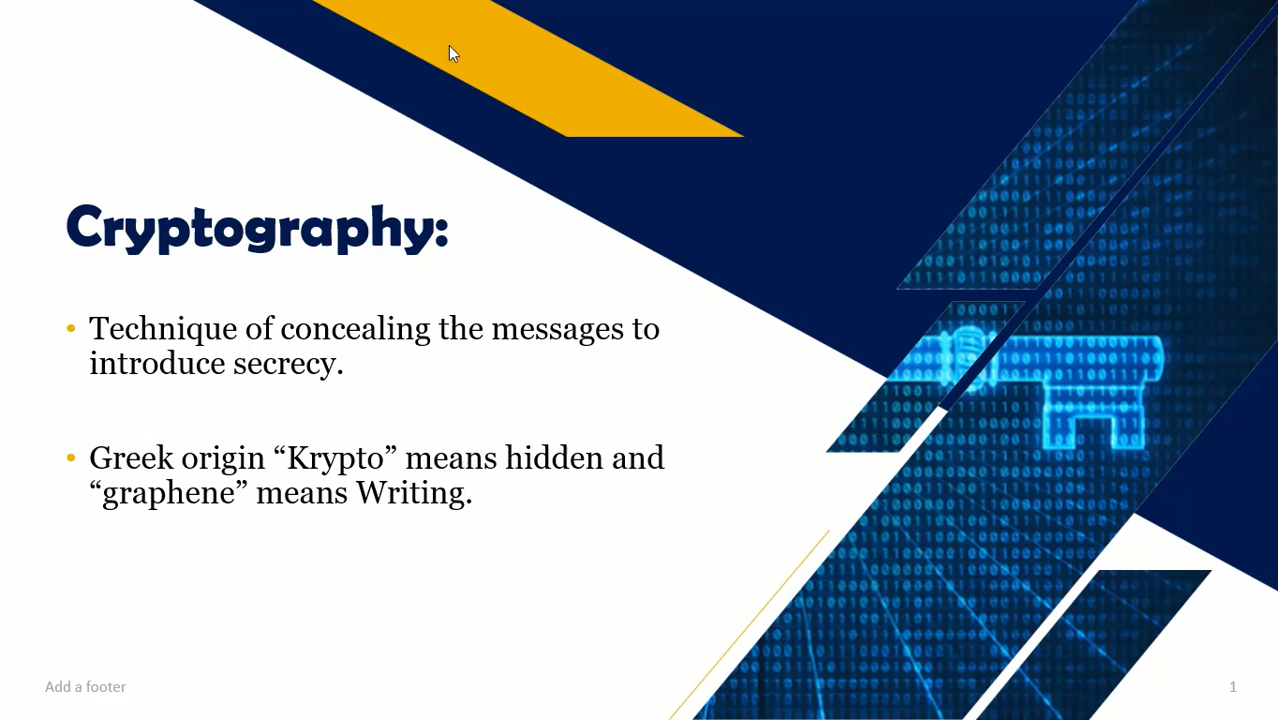 Cryptography:
• Technique of concealing the messages to
introduce secrecy.
• Greek origin “Krypto” means hidden and
“graphene” means Writing.
Add a footer
1